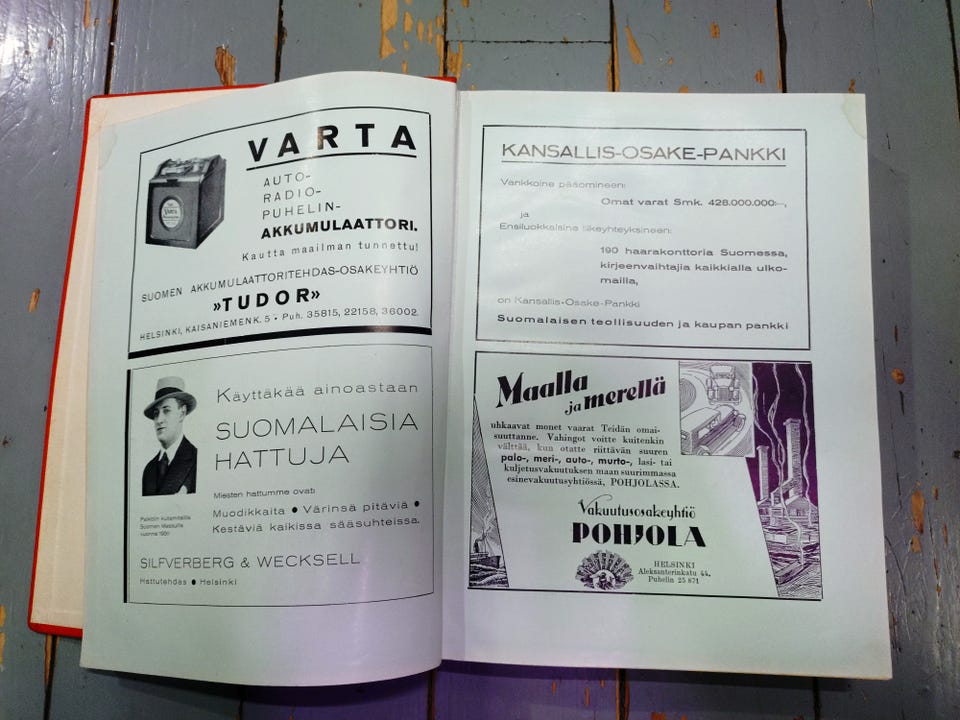 VARTA
AUTO-
RADIO-
PUHELIN-
AKKUMULAATTORI.
Kautta maailman tunnettu!
SUOMEN AKKUMULAATTORITEHDAS-OSAKEYHTIÖ
»TUDOR»
HELSINKI, KAISANIEMENK. 5 • Puh. 35815, 22158, 36002.
VARTA
Käyttäkää ainoastaan
SUOMALAISIA
HATTUJA
Miesten hattumme ovat
Muodikkaita ● Värinsä pitäviä ●
Kestäviä kaikissa sääsuhteissa.
Suomen Messuilla
SILFVERBERG & WECKSELL
Hattutehdas ● Helsinki
KANSALLIS-OSAKE-PANKKI
Vankkoine pääomineen:
Omat varat Smk. 428.000.000:—,
ja
Ensiluokkaisine liikeyhteyksineen:
190 haarakonttoria Suomessa,
kirjeenvaihtajia kaikkialla ulko-
mailla,
on Kansallis-Osake-Pankki
Suomalaisen teollisuuden ja kaupan pankki
Maalla
ja merellä
uhkaavat monet vaarat Teidän omai-
suuttanne. Vahingot voitte kuitenkin
välttää, kun otatte riittävän suuren
palo-, meri-, auto-, murto-, lasi- tai
kuljetusvakuutuksen maan suurimmassa
esinevakuutusyhtiössä, POHJOLASSA.
Vakuutusosakeyhtiö
POHJOLA
HELSINKI
Aleksanterinkatu 44.
Puhelin 25 871